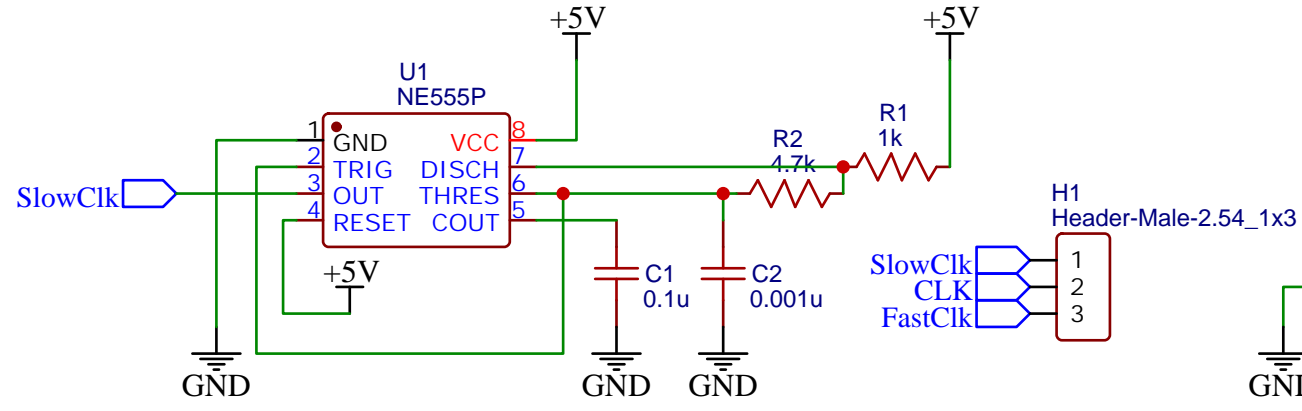 +5V
+5V
U1
NE555P
1
GND
VCC
8
2
TRIG
DISCH
7
3
OUT
THRES
6
4
RESET
COUT
5
SlowClk
+5V
R2
4.7k
R1
1k
C1
0.1u
C2
0.001u
H1
Header-Male-2.54_1x3
SlowClk
1
CLK
2
FastClk
3
GND
GND
GND
GND